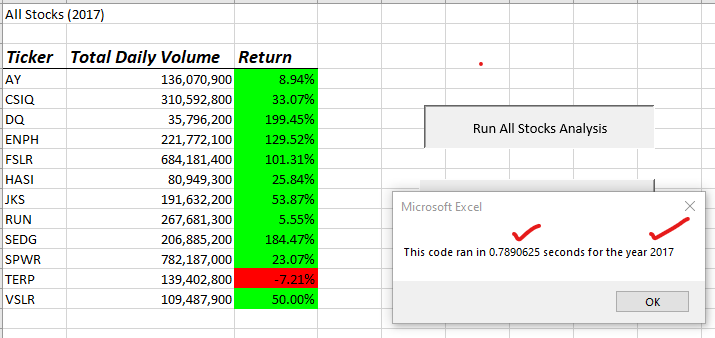 All Stocks (2017)
Ticker Total Daily Volume Return
AY 136,070,900 8.94%
CSIQ 310,592,800 33.07%
DQ 35,796,200 199.45%
ENPH 221,772,100 129.52%
FSLR 684,181,400 101.31%
HASI 80,949,300 25.84%
JKS 191,632,200 53.87%
RUN 267,681,300 5.55%
SEDG 206,885,200 184.47%
SPWR 782,187,000 23.07%
TERP 139,402,800 -7.21%
VSLR 109,487,900 50.00%
Run All Stocks Analysis
Microsoft Excel
This code ran in 0.7890625 seconds for the year 2017
OK